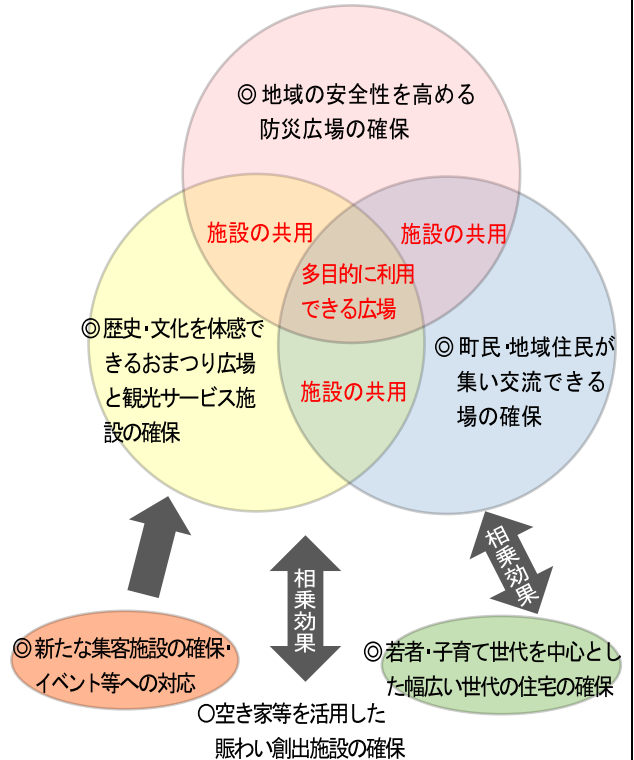 ◎地域の安全性を高める
防災広場の確保
施設の共用
施設の共用
多目的に利用
できる広場
◎歴史・文化を体感で
きるおまつり広場
と観光サービス施
設の確保
◎町民・地域住民が
集い交流できる
場の確保
施設の共用
相乗効果
相乗効果
◎新たな集客施設の確保・
イベント等への対応
◎若者・子育て世代を中心とし
た幅広い世代の住宅の確保
〇空き家等を活用した
賑わい創出施設の確保